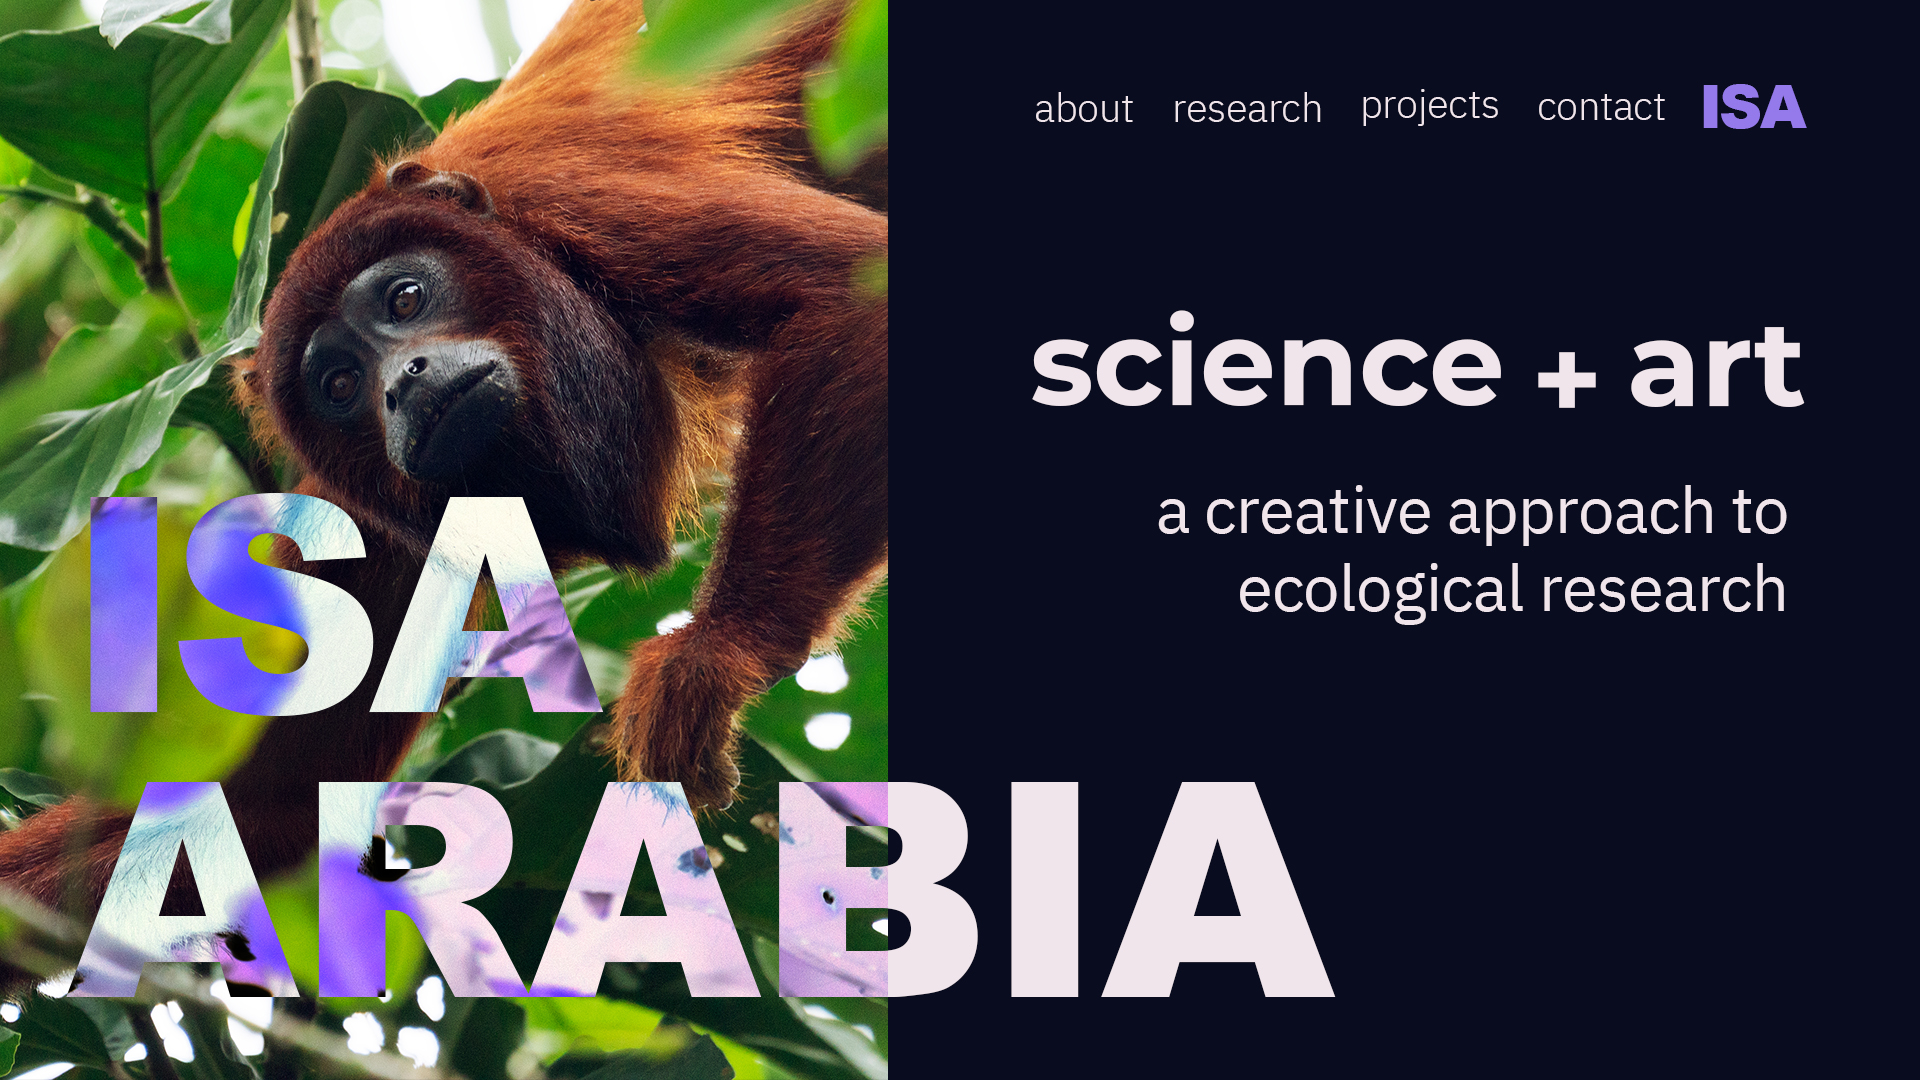 about research projects contact ISA
science + art
a creative approach to
ecological research
ISA
ARABIA